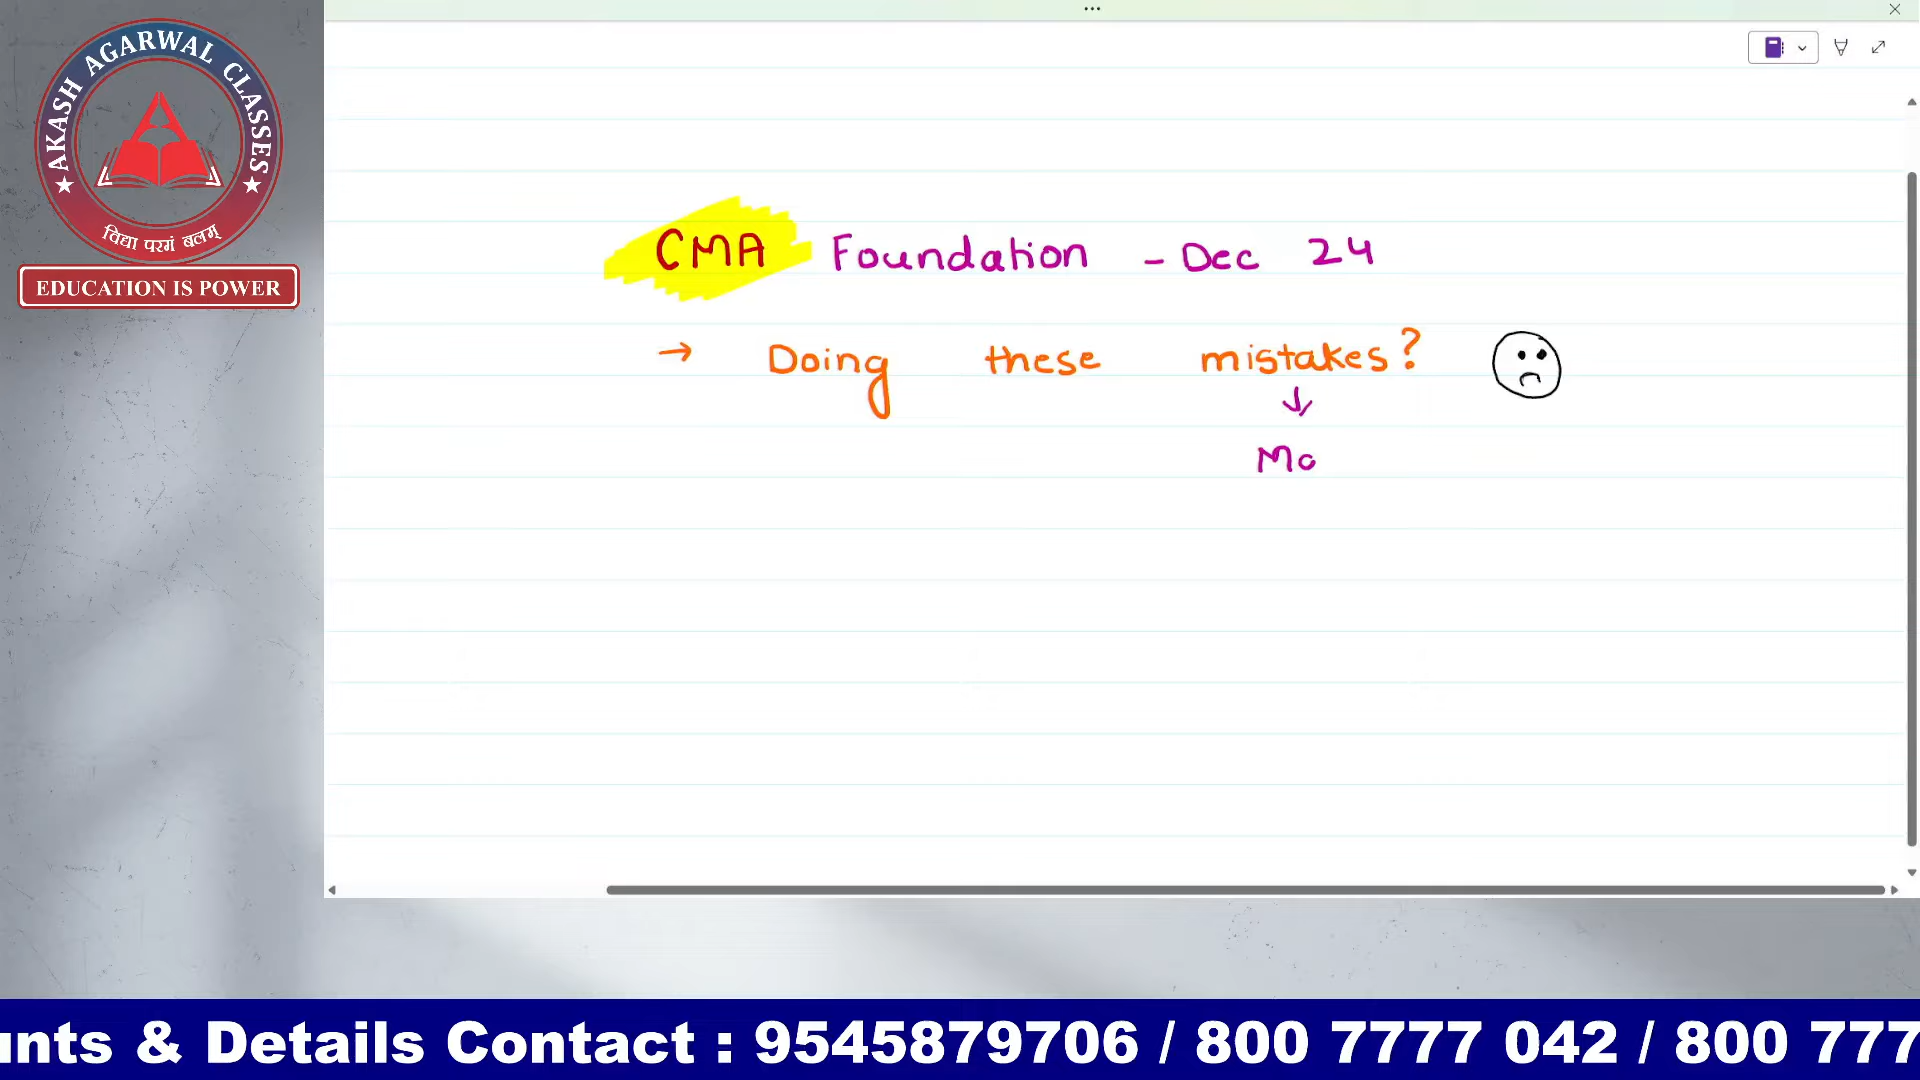 AKASH AGARWAL CLASSES
विद्या परमं बलम्
EDUCATION IS POWER
CMA Foundation - Dec 24
→ Doing these mistakes?
↓
Mo
unts & Details Contact : 9545879706 / 800 7777 042 / 800 777